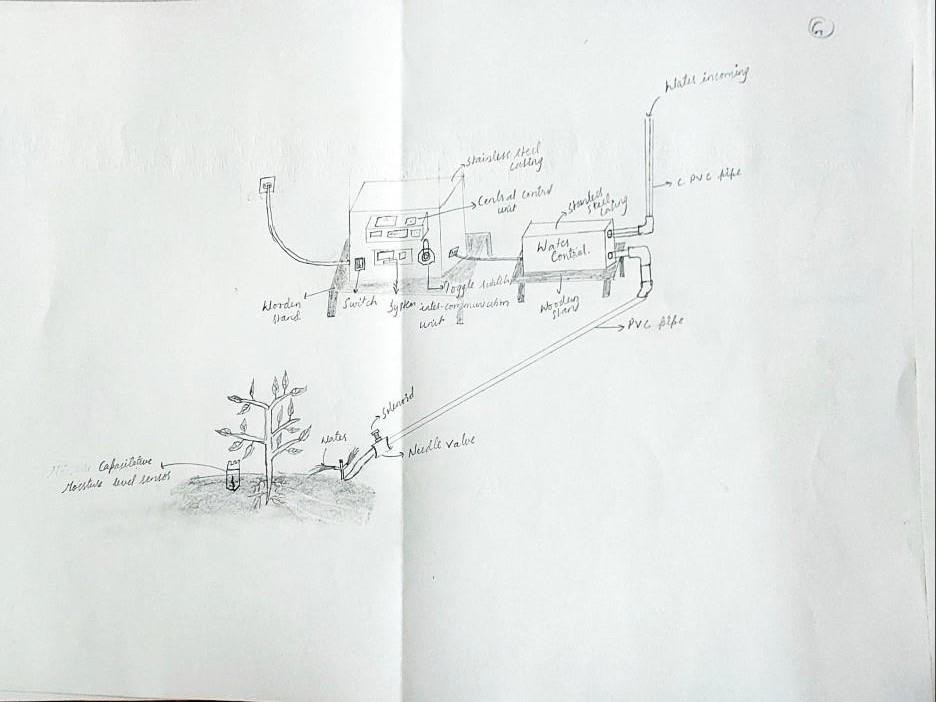 G
Water incoming
Stainless steel
casing
C PVC pipe
Central control
unit
Stainless
steel
casing
Water
Control.
Toggle switch
Wooden
stand
Switch
System inter-communication
unit
Wooden
stand
PVC pipe
Solenoid
Water
Needle valve
Capacitative
Moisture level sensor